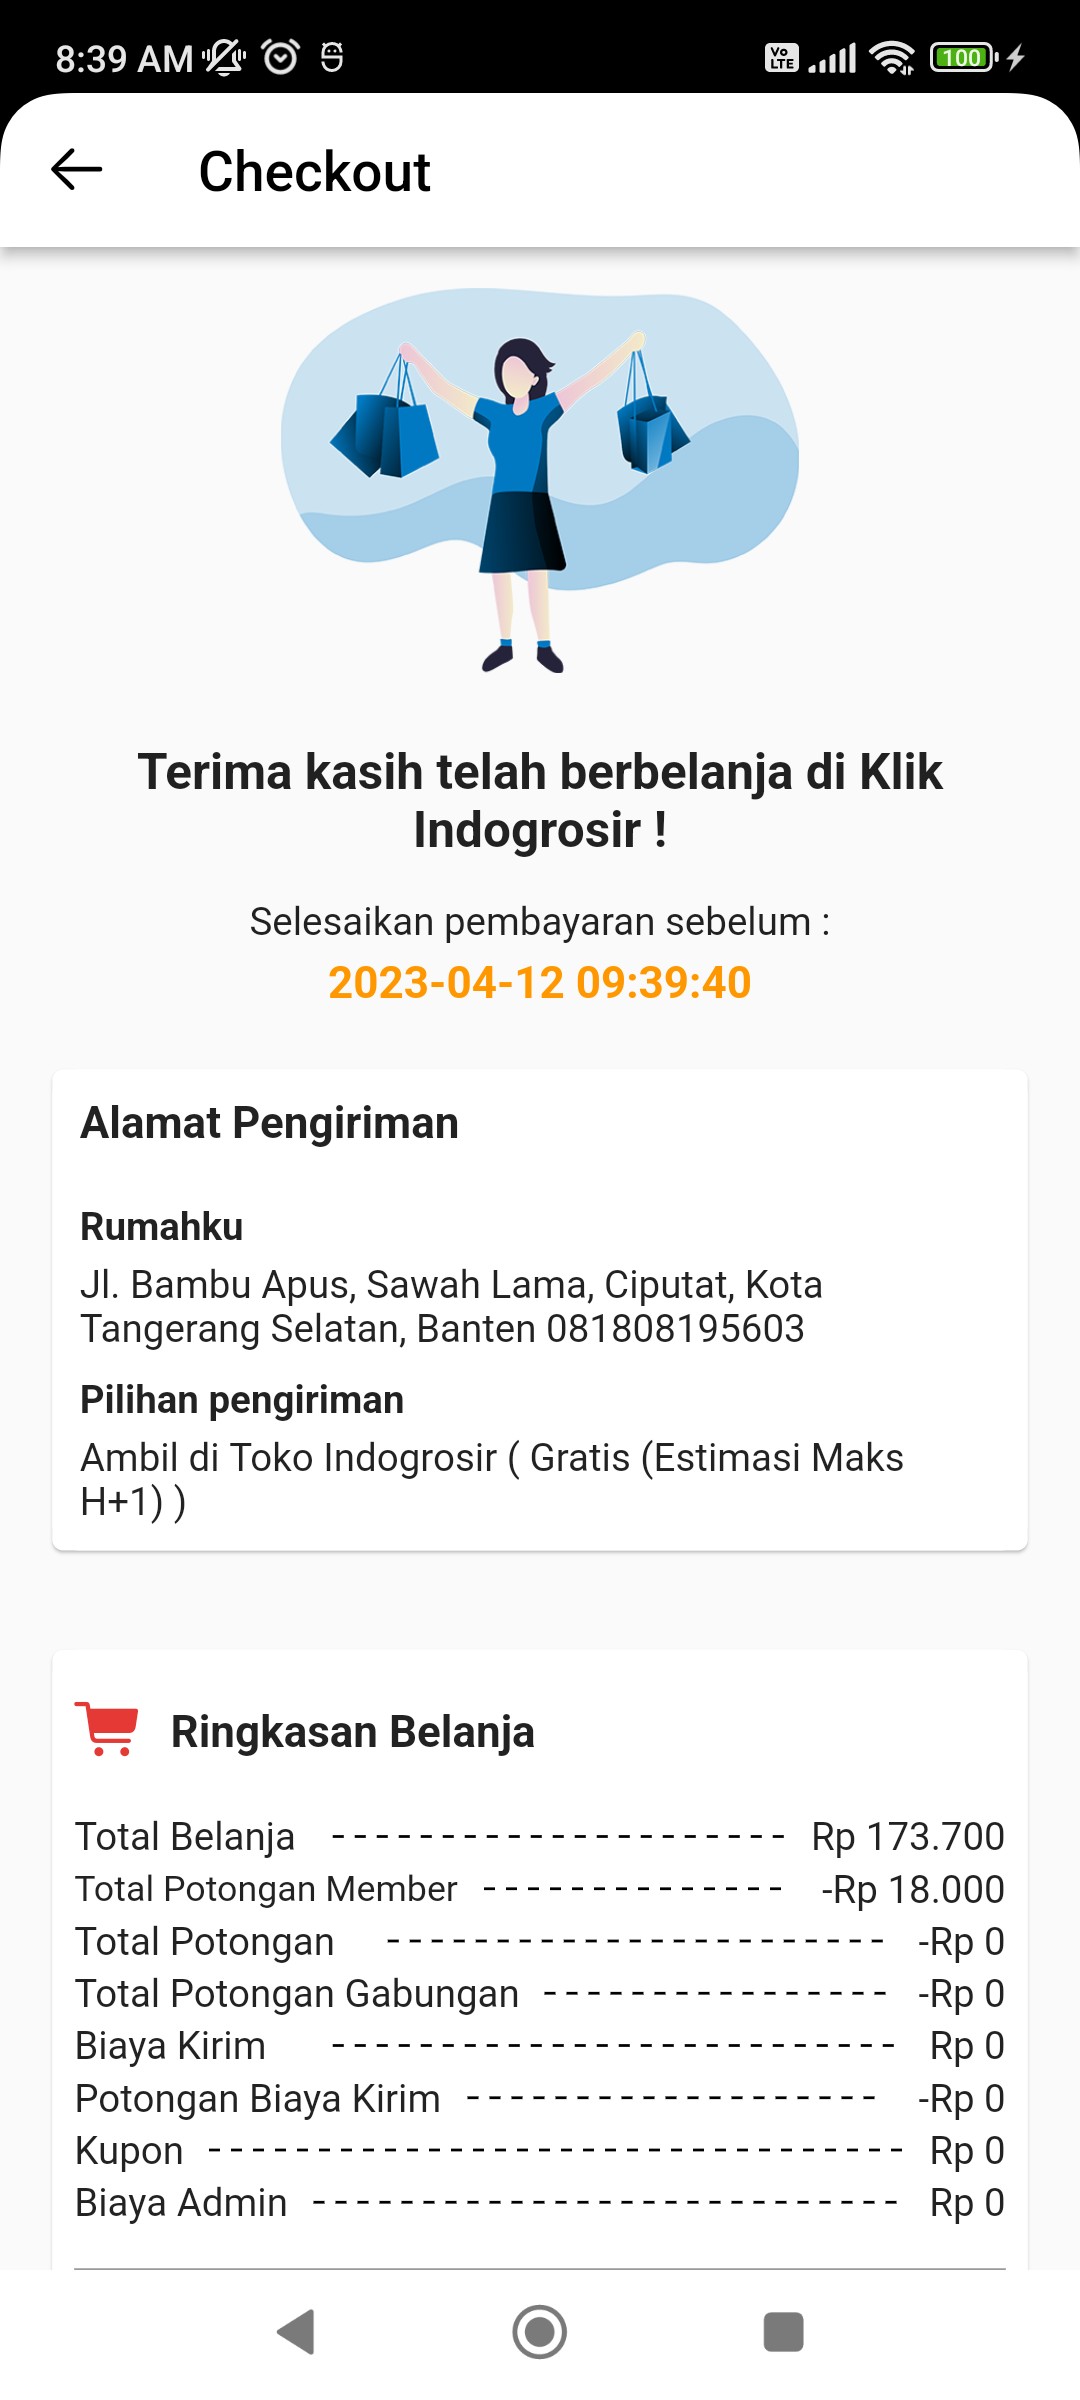 8:39 AM
Vo LTE
100
Checkout
Terima kasih telah berbelanja di Klik
Indogrosir !
Selesaikan pembayaran sebelum :
2023-04-12 09:39:40
Alamat Pengiriman
Rumahku
Jl. Bambu Apus, Sawah Lama, Ciputat, Kota
Tangerang Selatan, Banten 081808195603
Pilihan pengiriman
Ambil di Toko Indogrosir ( Gratis (Estimasi Maks
H+1) )
Ringkasan Belanja
Total Belanja --------------------- Rp 173.700
Total Potongan Member -------------- -Rp 18.000
Total Potongan ----------------------- -Rp 0
Total Potongan Gabungan ---------------- -Rp 0
Biaya Kirim -------------------------- Rp 0
Potongan Biaya Kirim ------------------- -Rp 0
Kupon -------------------------------- Rp 0
Biaya Admin --------------------------- Rp 0